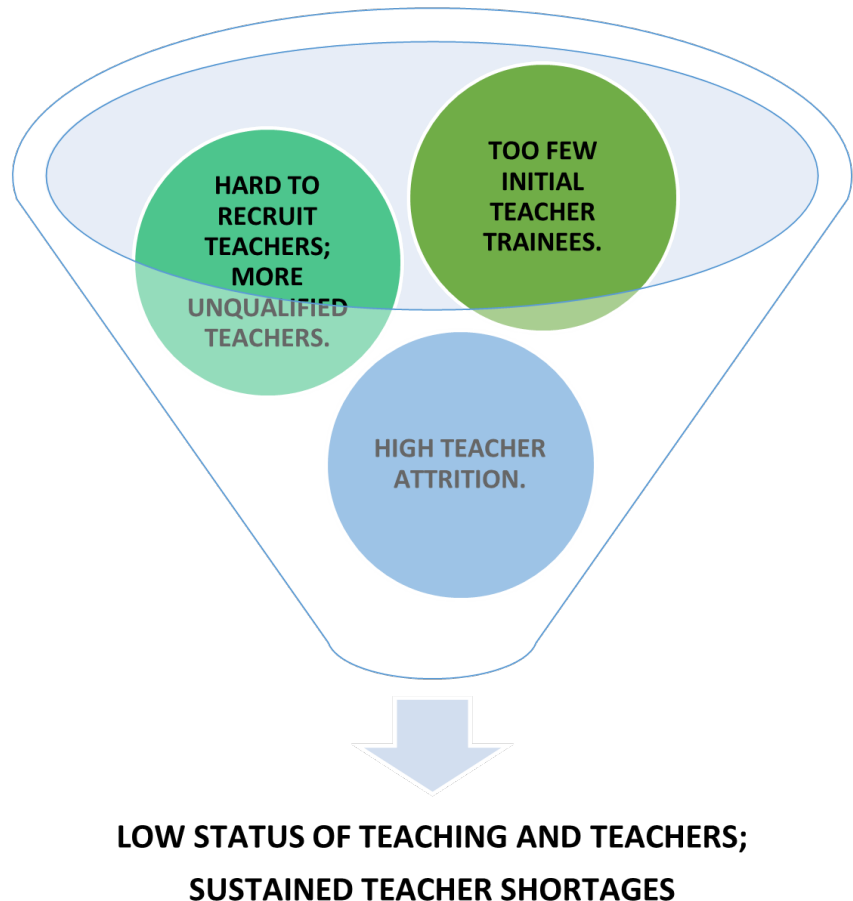 HARD TO
RECRUIT
TEACHERS;
MORE
UNQUALIFIED
TEACHERS.
TOO FEW
INITIAL
TEACHER
TRAINEES.
HIGH TEACHER
ATTRITION.
LOW STATUS OF TEACHING AND TEACHERS;
SUSTAINED TEACHER SHORTAGES